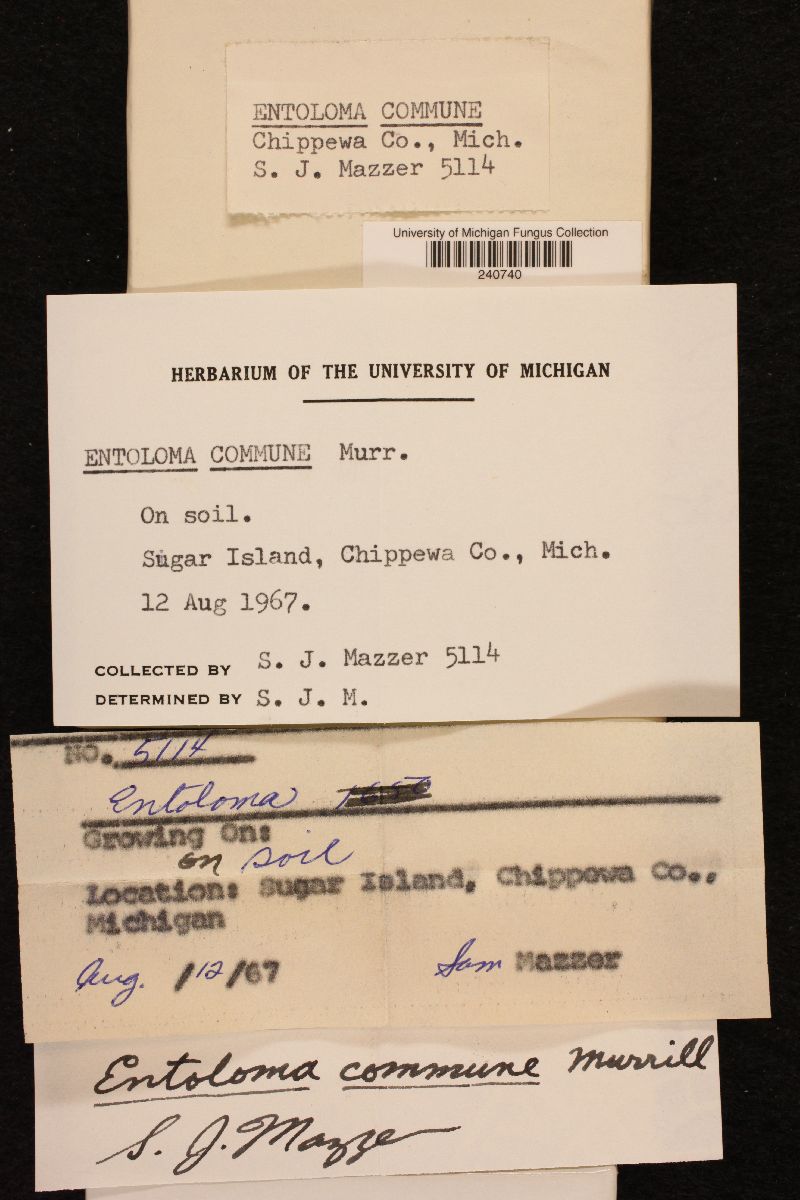 ENTOLOMA COMMUNE
Chippewa Co., Mich.
S. J. Mazzer 5114
University of Michigan Fungus Collection
240740
HERBARIUM OF THE UNIVERSITY OF MICHIGAN
ENTOLOMA COMMUNE Murr.
On soil.
Sugar Island, Chippewa Co., Mich.
12 Aug 1967.
COLLECTED BY S. J. Mazzer 5114
DETERMINED BY S. J. M.
NO. 5114
Entoloma
Growing On:
on soil
Location: Sugar Island, Chippewa Co.,
Michigan
Aug. /12/67 Sam Mazzer
Entoloma commune Murrill
S. J. Mazzer